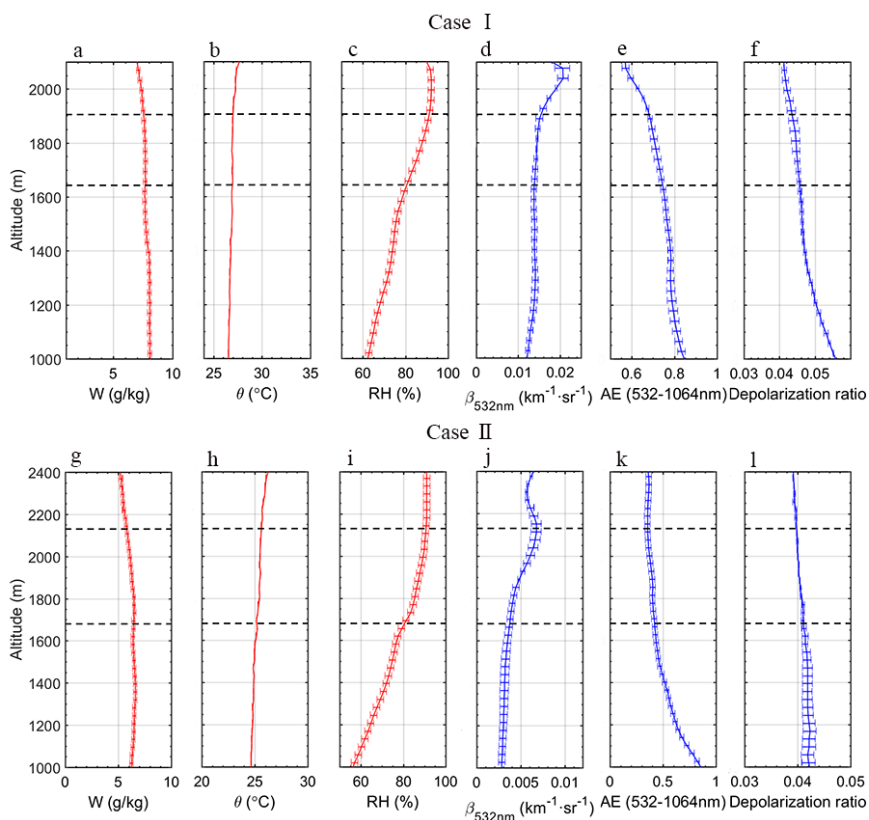 Case Ⅰ
a b c d e f
2000
1800
1600
1400
1200
1000
Altitude (m)
0 5 10
25 30 35
40 60 80 100
0 0.01 0.02
0.6 0.8 1
0.03 0.04 0.05
W (g/kg) θ (°C) RH (%) β532nm (km-1·sr-1) AE (532-1064nm) Depolarization ratio
Case Ⅱ
g h i j k l
2400
2200
2000
1800
1600
1400
1200
1000
Altitude (m)
0 5 10
20 25 30
60 80 100
0 0.005 0.01
0 0.5 1
0.03 0.04 0.05
W (g/kg) θ (°C) RH (%) β532nm (km-1·sr-1) AE (532-1064nm) Depolarization ratio